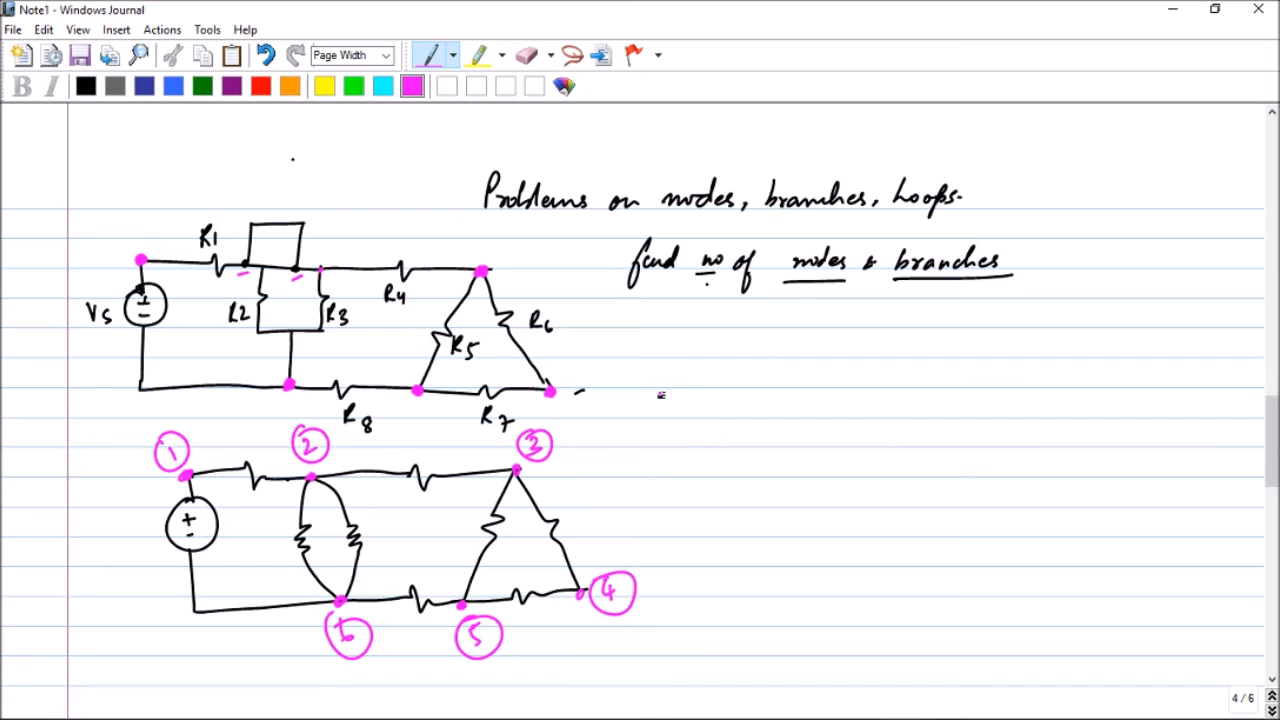 Note1 - Windows Journal
File Edit View Insert Actions Tools Help
Page Width
B I
Problems on nodes, branches, Loops.
find no of nodes & branches
R1
R2
R3
R4
Vs
+
-
R5
R6
R8
R7
1
2
3
+
-
4
6
5
4 / 6